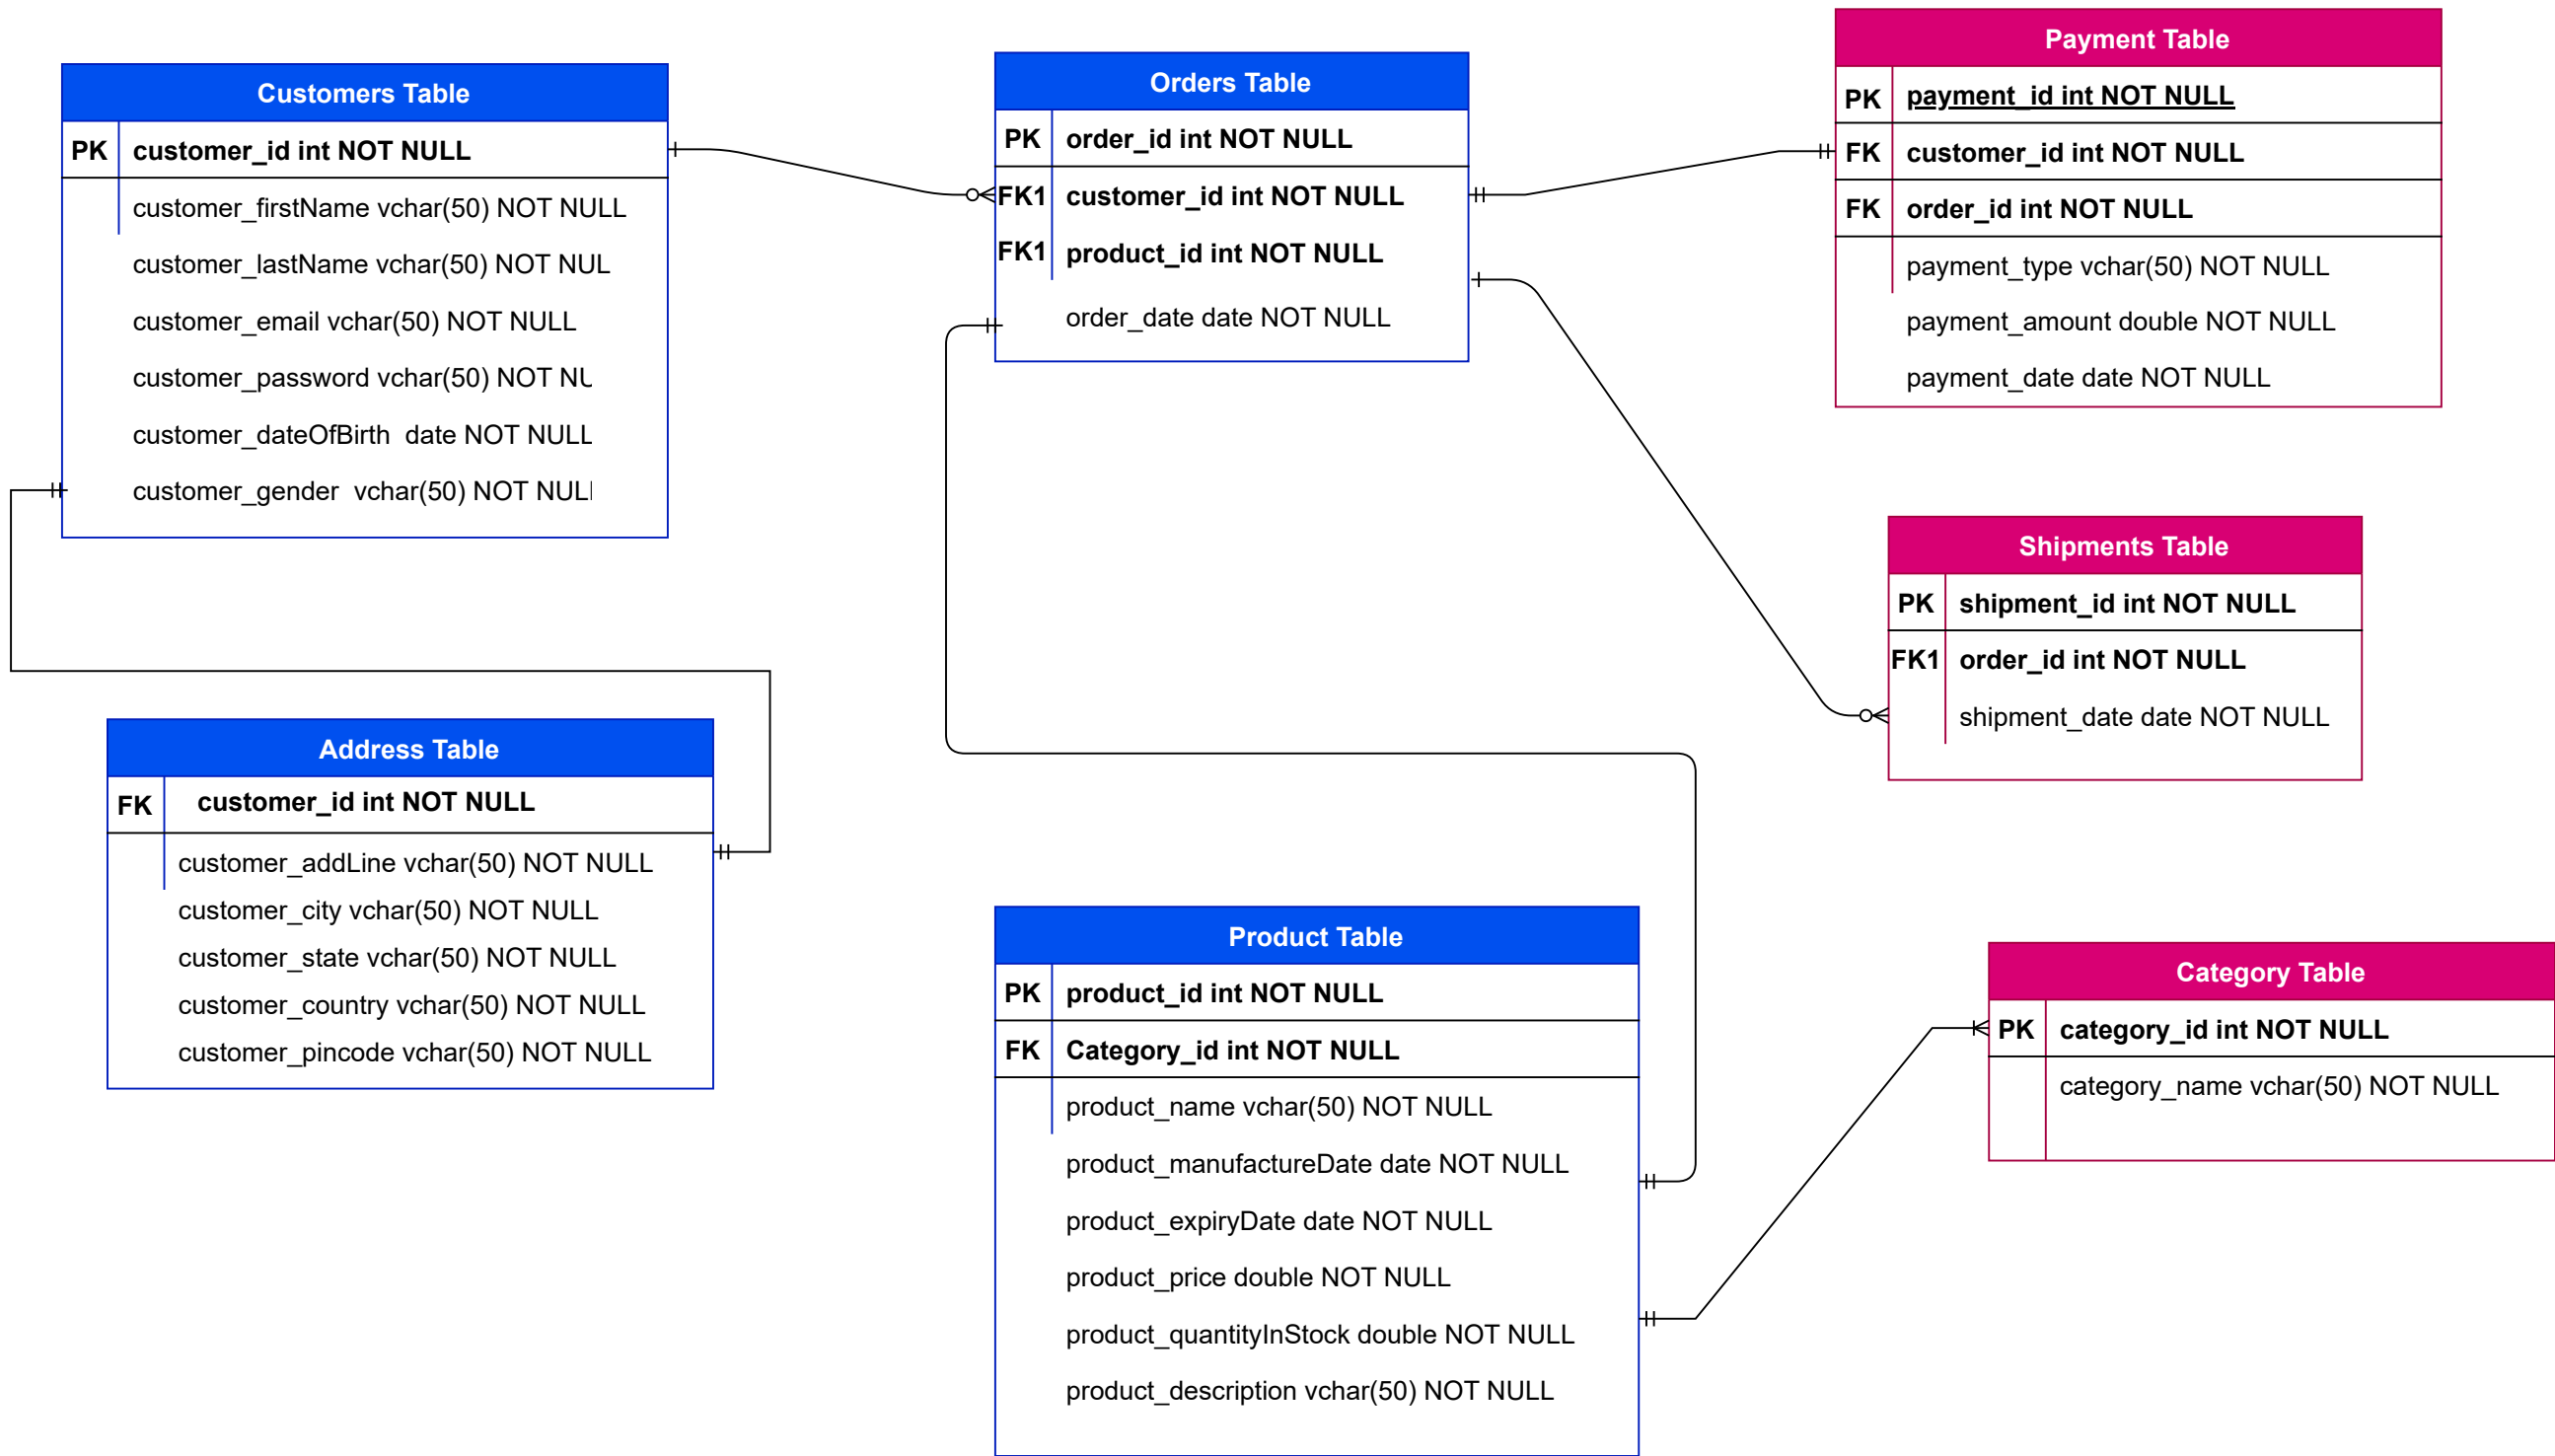 Customers Table
PK customer_id int NOT NULL
customer_firstName vchar(50) NOT NULL
customer_lastName vchar(50) NOT NUL
customer_email vchar(50) NOT NULL
customer_password vchar(50) NOT NU
customer_dateOfBirth date NOT NULL
customer_gender vchar(50) NOT NUL
Orders Table
PK order_id int NOT NULL
FK1 customer_id int NOT NULL
FK1 product_id int NOT NULL
order_date date NOT NULL
Payment Table
PK payment_id int NOT NULL
FK customer_id int NOT NULL
FK order_id int NOT NULL
payment_type vchar(50) NOT NULL
payment_amount double NOT NULL
payment_date date NOT NULL
Shipments Table
PK shipment_id int NOT NULL
FK1 order_id int NOT NULL
shipment_date date NOT NULL
Address Table
FK customer_id int NOT NULL
customer_addLine vchar(50) NOT NULL
customer_city vchar(50) NOT NULL
customer_state vchar(50) NOT NULL
customer_country vchar(50) NOT NULL
customer_pincode vchar(50) NOT NULL
Product Table
PK product_id int NOT NULL
FK Category_id int NOT NULL
product_name vchar(50) NOT NULL
product_manufactureDate date NOT NULL
product_expiryDate date NOT NULL
product_price double NOT NULL
product_quantityInStock double NOT NULL
product_description vchar(50) NOT NULL
Category Table
PK category_id int NOT NULL
category_name vchar(50) NOT NULL